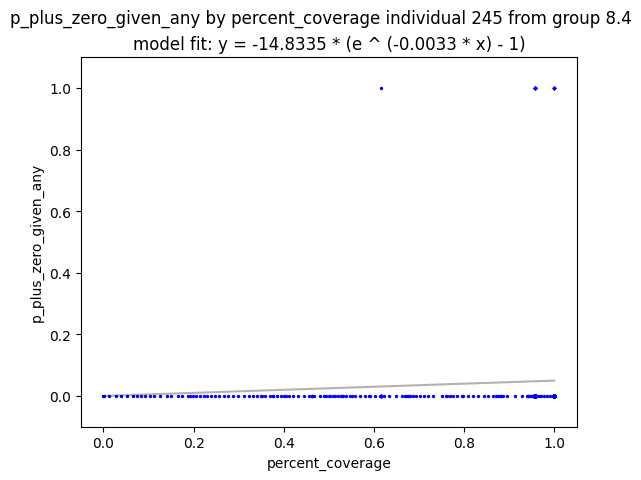 p_plus_zero_given_any by percent_coverage individual 245 from group 8.4
model fit: y = -14.8335 * (e ^ (-0.0033 * x) - 1)
1.0
0.8
0.6
0.4
0.2
0.0
p_plus_zero_given_any
0.0 0.2 0.4 0.6 0.8 1.0
percent_coverage